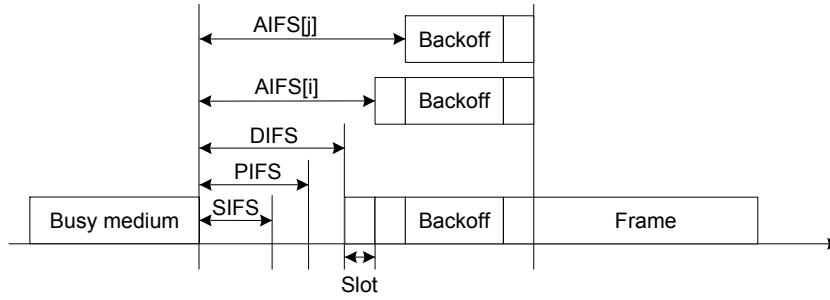 AIFS[j]
Backoff
AIFS[i]
Backoff
DIFS
PIFS
SIFS
Busy medium
Backoff
Frame
Slot